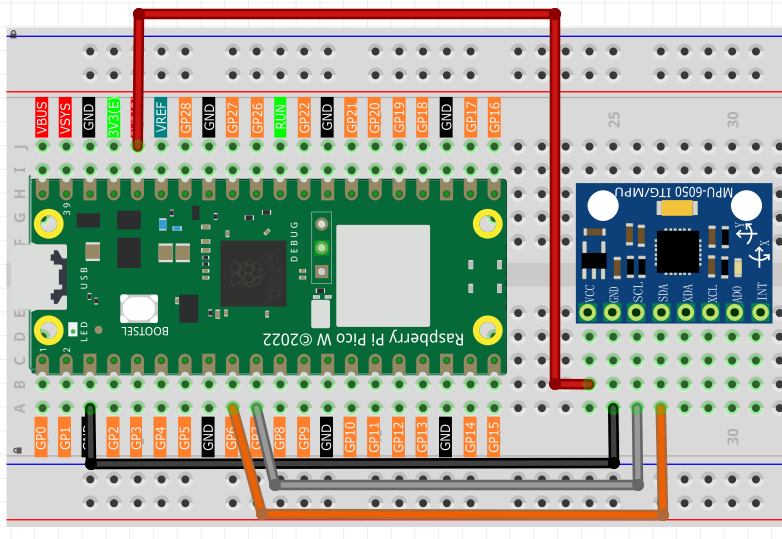 VBUS
VSYS
GND
3V3(E)
VREF
GP28
GND
GP27
GP26
RUN
GP22
GND
GP21
GP20
GP19
GP18
GND
GP17
GP16
25
30
J
I
H
G
F
E
D
C
B
A
39
1
2
USB
LED
BOOTSEL
DEBUG
Raspberry Pi Pico W ©2022
MPU-6050 ITG/MPU
Y
X
VCC
GND
SCL
SDA
XDA
XCL
AD0
INT
GP0
GP1
GND
GP2
GP3
GP4
GP5
GND
GP6
GP7
GP8
GP9
GND
GP10
GP11
GP12
GP13
GND
GP14
GP15
30